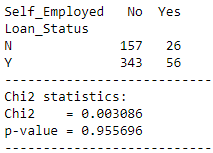 Self_Employed   No  Yes
Loan_Status
N              157   26
Y              343   56
----------------------------
Chi2 statistics:
Chi2    = 0.003086
p-value = 0.955696
----------------------------